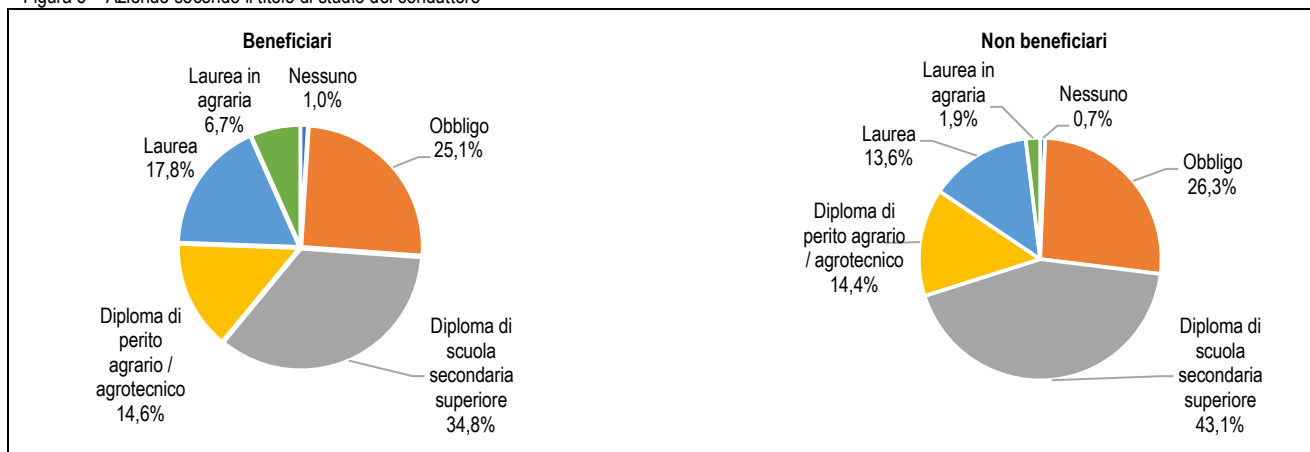 Beneficiari
Laurea in
agraria
6,7%
Nessuno
1,0%
Obbligo
25,1%
Laurea
17,8%
Diploma di
perito
agrario /
agrotecnico
14,6%
Diploma di
scuola
secondaria
superiore
34,8%
Non beneficiari
Laurea in
agraria
1,9%
Nessuno
0,7%
Laurea
13,6%
Obbligo
26,3%
Diploma di
perito agrario
/ agrotecnico
14,4%
Diploma di
scuola
secondaria
superiore
43,1%